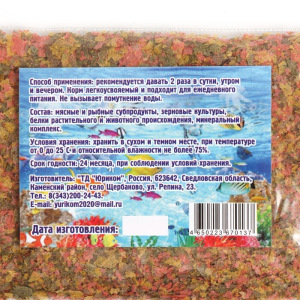 Способ применения: рекомендуется давать 2 раза в сутки, утром
и вечером. Корм легкоусвояемый и подходит для ежедневного
питания. Не вызывает помутнение воды.
Состав: мясные и рыбные субпродукты, зерновые культуры,
белки растительного и животного происхождения, минеральный
комплекс.
Условия хранения: хранить в сухом и темном месте, при температуре
от 0 до 25 С и относительной влажности не более 75%.
Срок годности: 24 месяца, при соблюдении условий хранения.
Изготовитель: "ТД "Юриком", Россия, 623642, Свердловская область,
Каменский район, село Щербаково, ул. Репина, 23.
Тел.: 8(343)200-24-43.
E-mail: yurikom2020@mail.ru
Дата изготовления:
4 650223 670137